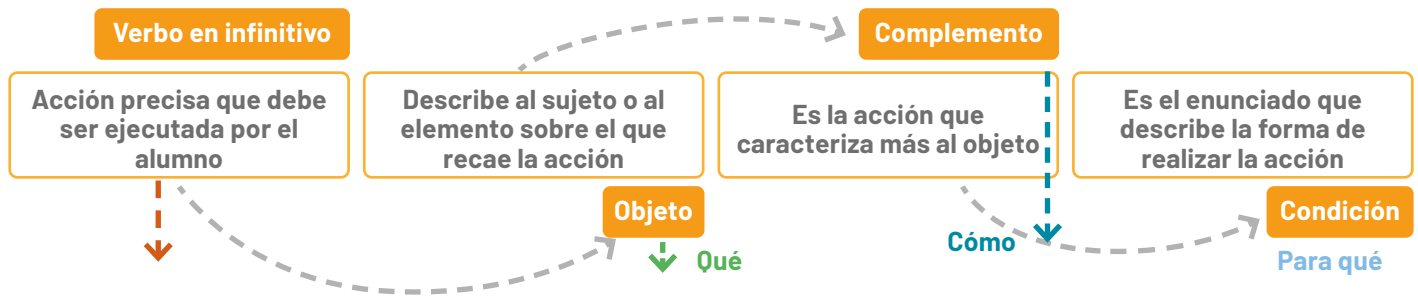 Verbo en infinitivo
Acción precisa que debe
ser ejecutada por el
alumno
Describe al sujeto o al
elemento sobre el que
recae la acción
Objeto
Qué
Complemento
Es la acción que
caracteriza más al objeto
Cómo
Es el enunciado que
describe la forma de
realizar la acción
Condición
Para qué